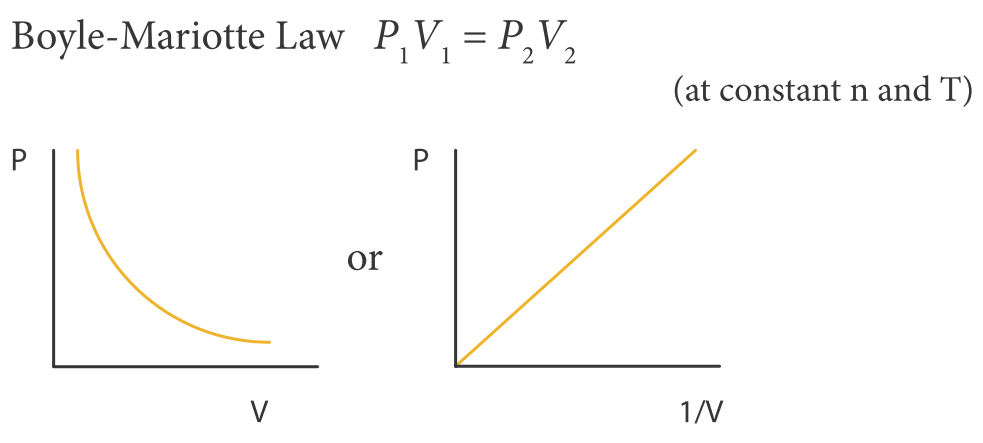 Boyle-Mariotte Law P₁V₁ = P₂V₂
(at constant n and T)
P
P
or
V
1/V